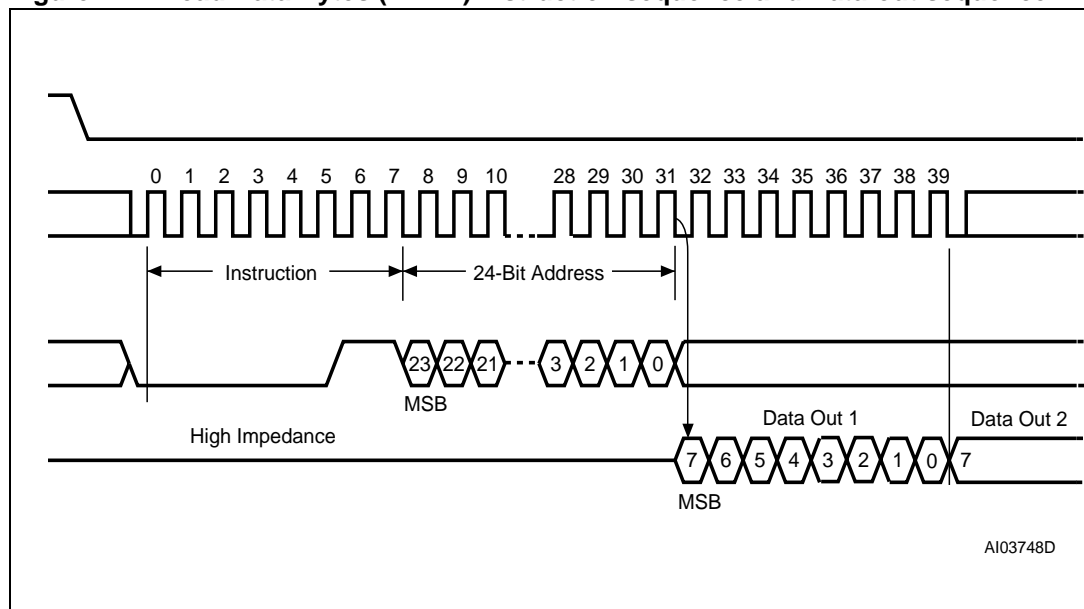 0 1 2 3 4 5 6 7 8 9 10 28 29 30 31 32 33 34 35 36 37 38 39
Instruction 24-Bit Address
23 22 21 3 2 1 0
MSB
High Impedance Data Out 1 Data Out 2
7 6 5 4 3 2 1 0 7
MSB
AI03748D